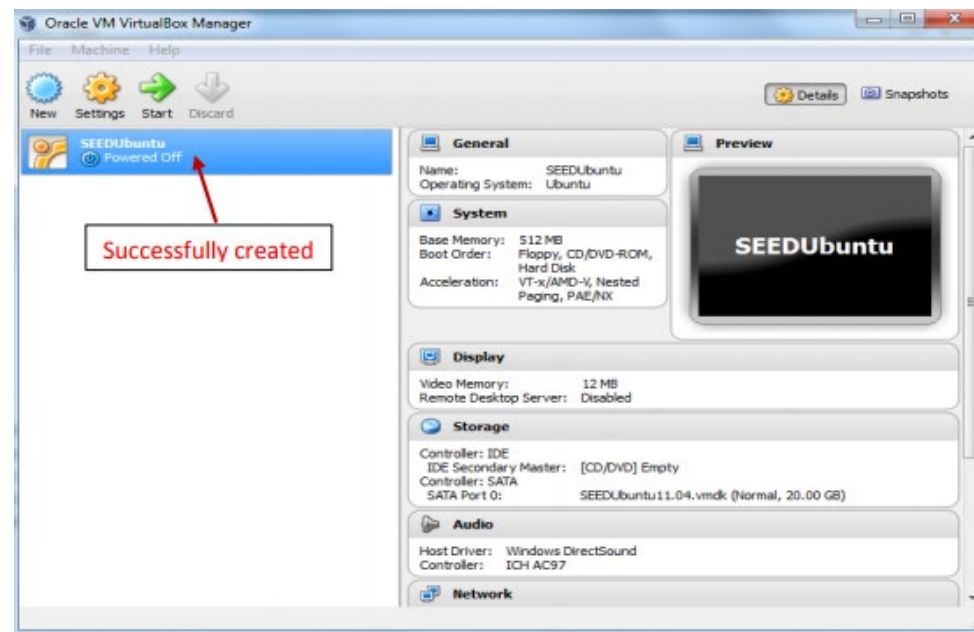 Oracle VM VirtualBox Manager
File Machine Help
New Settings Start Discard
Details Snapshots
SEEDUbuntu
Powered Off
Successfully created
General
Name: SEEDUbuntu
Operating System: Ubuntu
System
Base Memory: 512 MB
Boot Order: Floppy, CD/DVD-ROM,
Hard Disk
Acceleration: VT-x/AMD-V, Nested
Paging, PAE/NX
Preview
SEEDUbuntu
Display
Video Memory: 12 MB
Remote Desktop Server: Disabled
Storage
Controller: IDE
IDE Secondary Master: [CD/DVD] Empty
Controller: SATA
SATA Port 0: SEEDUbuntu11.04.vmdk (Normal, 20.00 GB)
Audio
Host Driver: Windows DirectSound
Controller: ICH AC97
Network